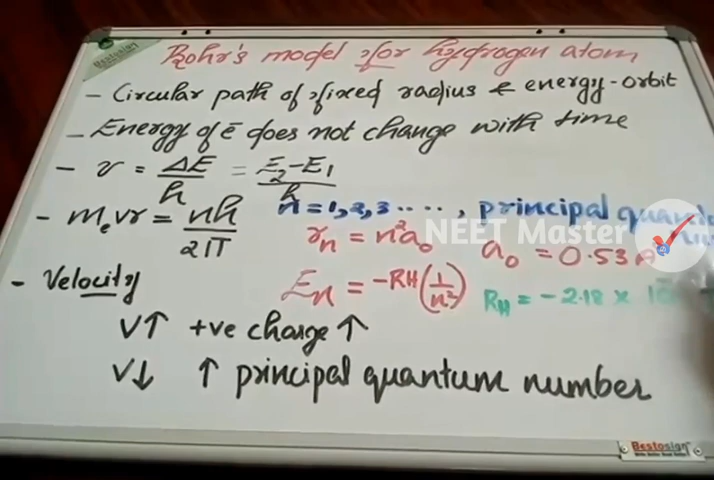 Bestosign
Bohr's model for hydrogen atom
- Circular path of fixed radius & energy-orbit
- Energy of ē does not change with time
- ν = ΔE/h = E2-E1/h
n = 1,2,3 ....., principal
- mevr = nh/2π
rn = n²a0
a0 = 0.53
NEET Master
- Velocity
En = -RH(1/n²)
RH = -2.18 ×
V↑ +ve charge ↑
V↓ ↑ principal quantum number
Bestosign